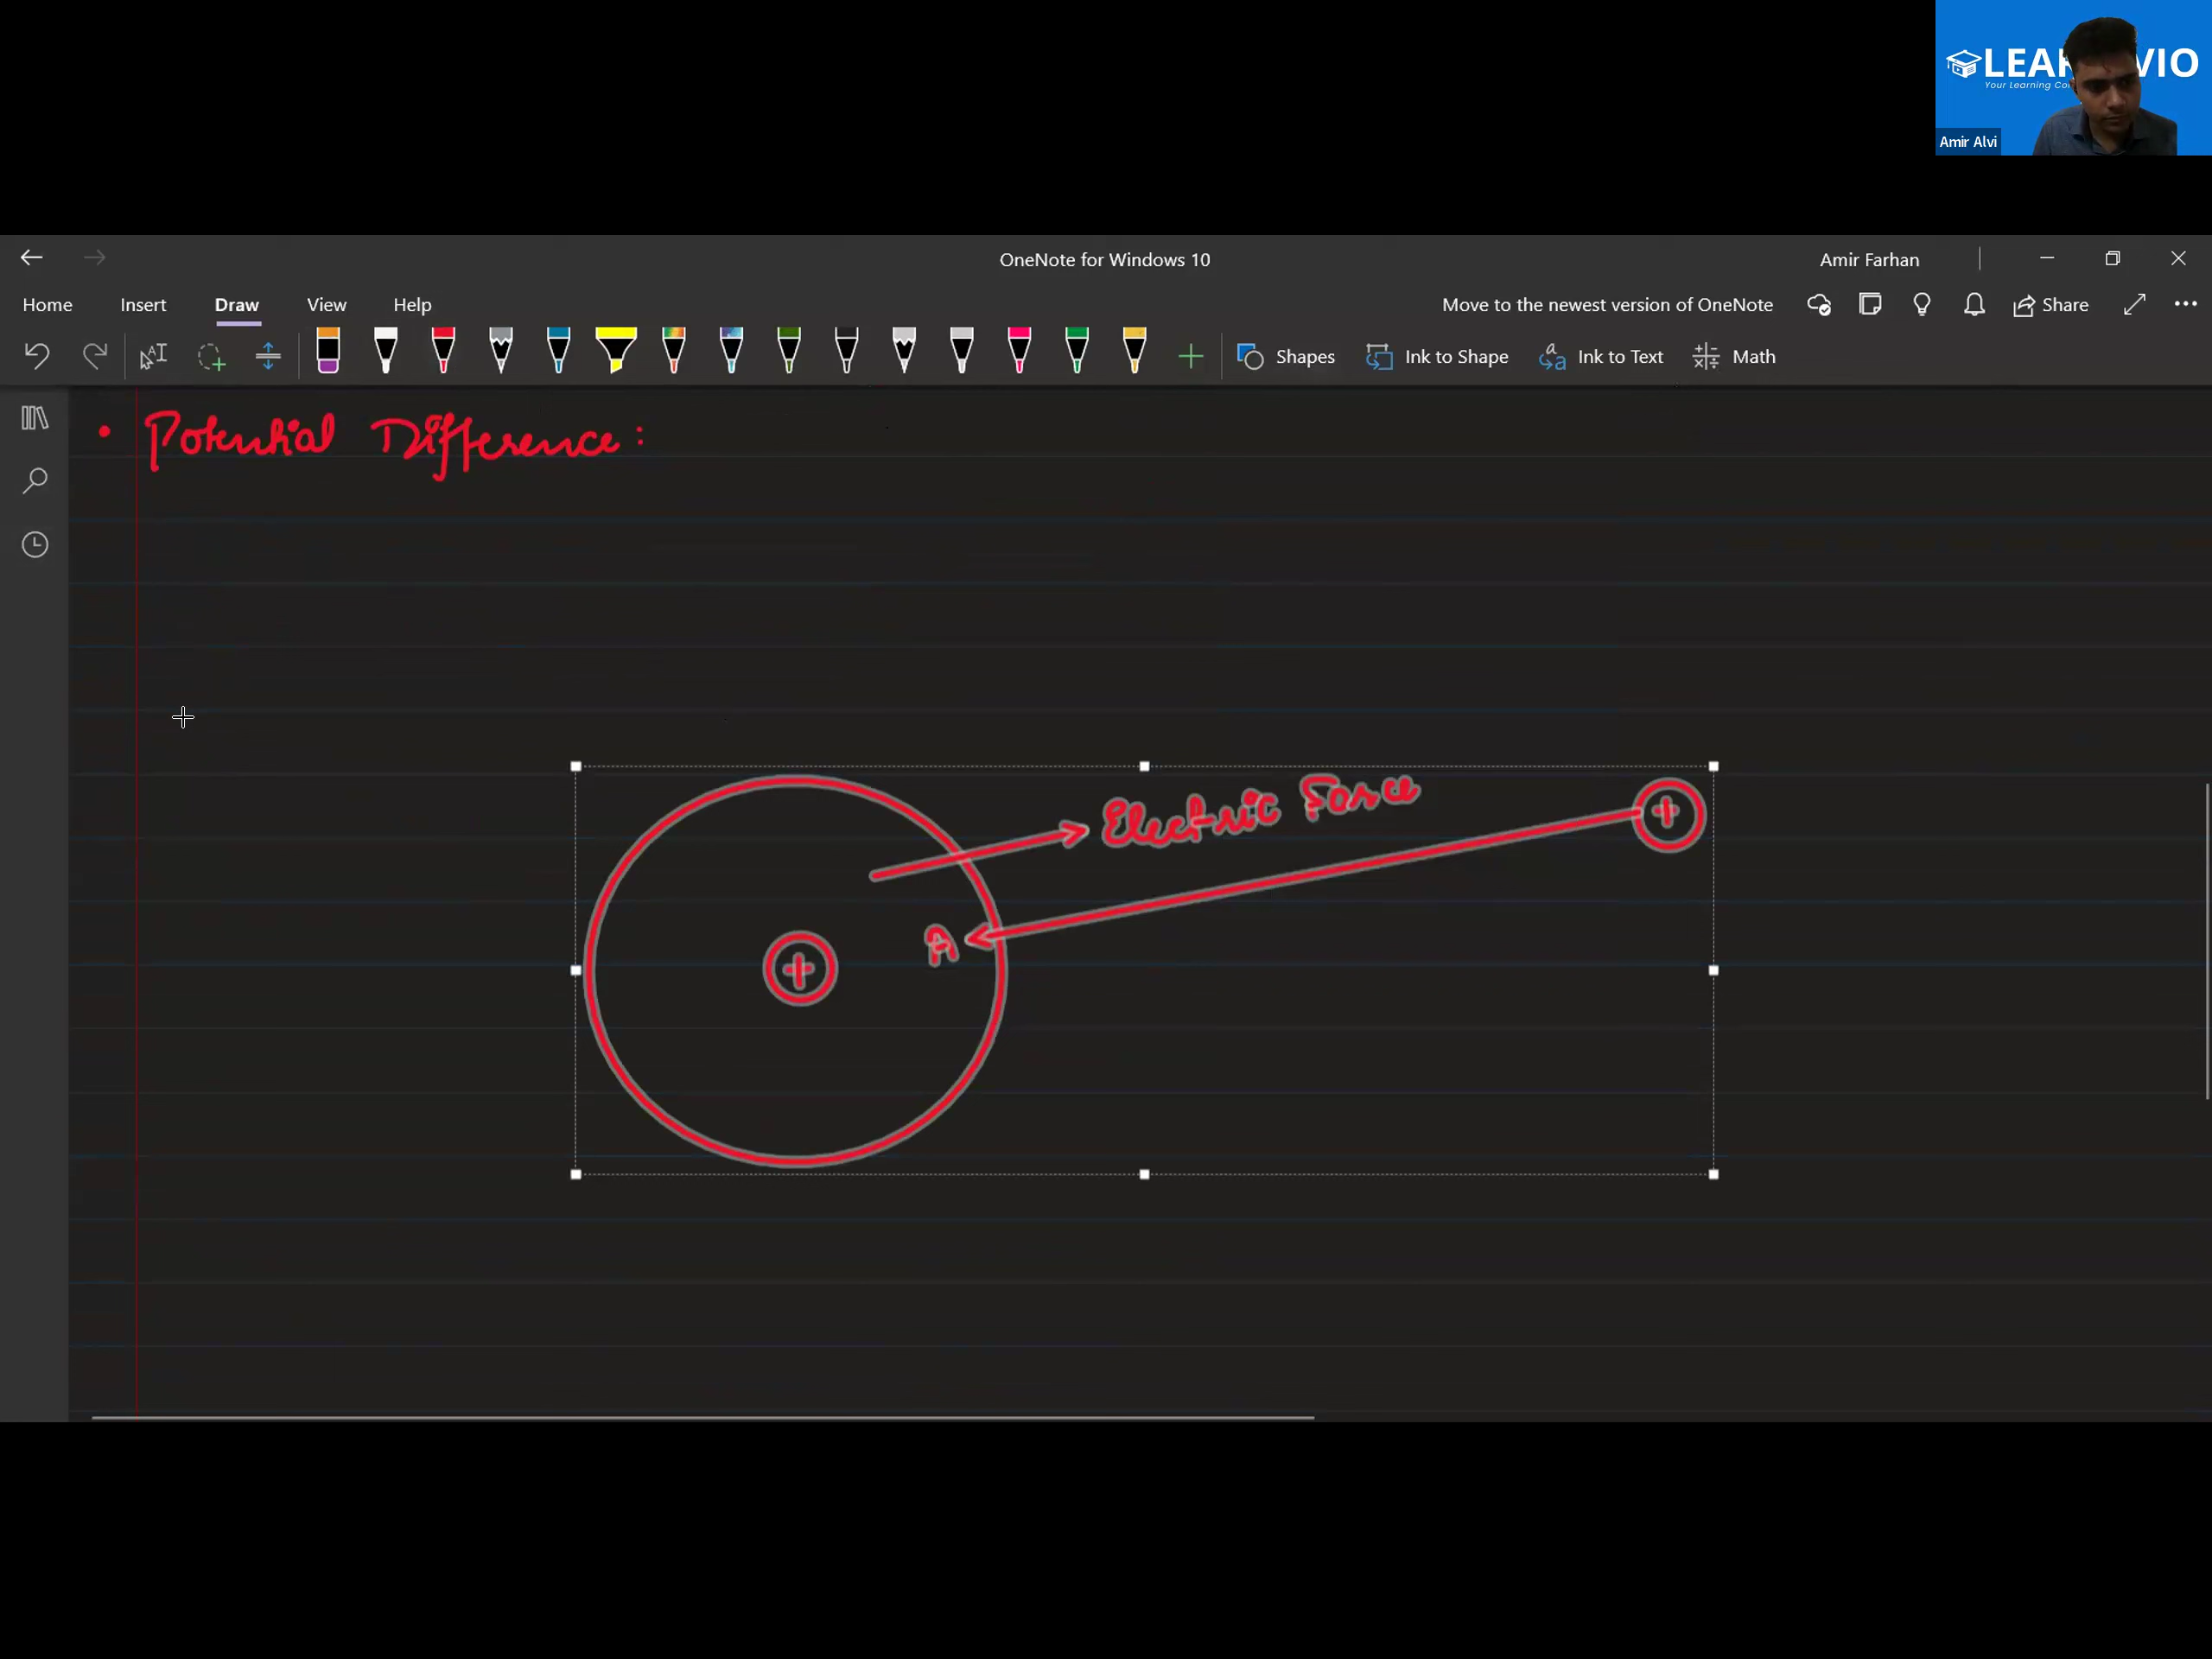 LEAR VIO
Your Learning Co
Amir Alvi
OneNote for Windows 10
Amir Farhan
Home Insert Draw View Help
Move to the newest version of OneNote
Share
Shapes Ink to Shape Ink to Text Math
• Potential Difference:
Electric Force
+
A
+